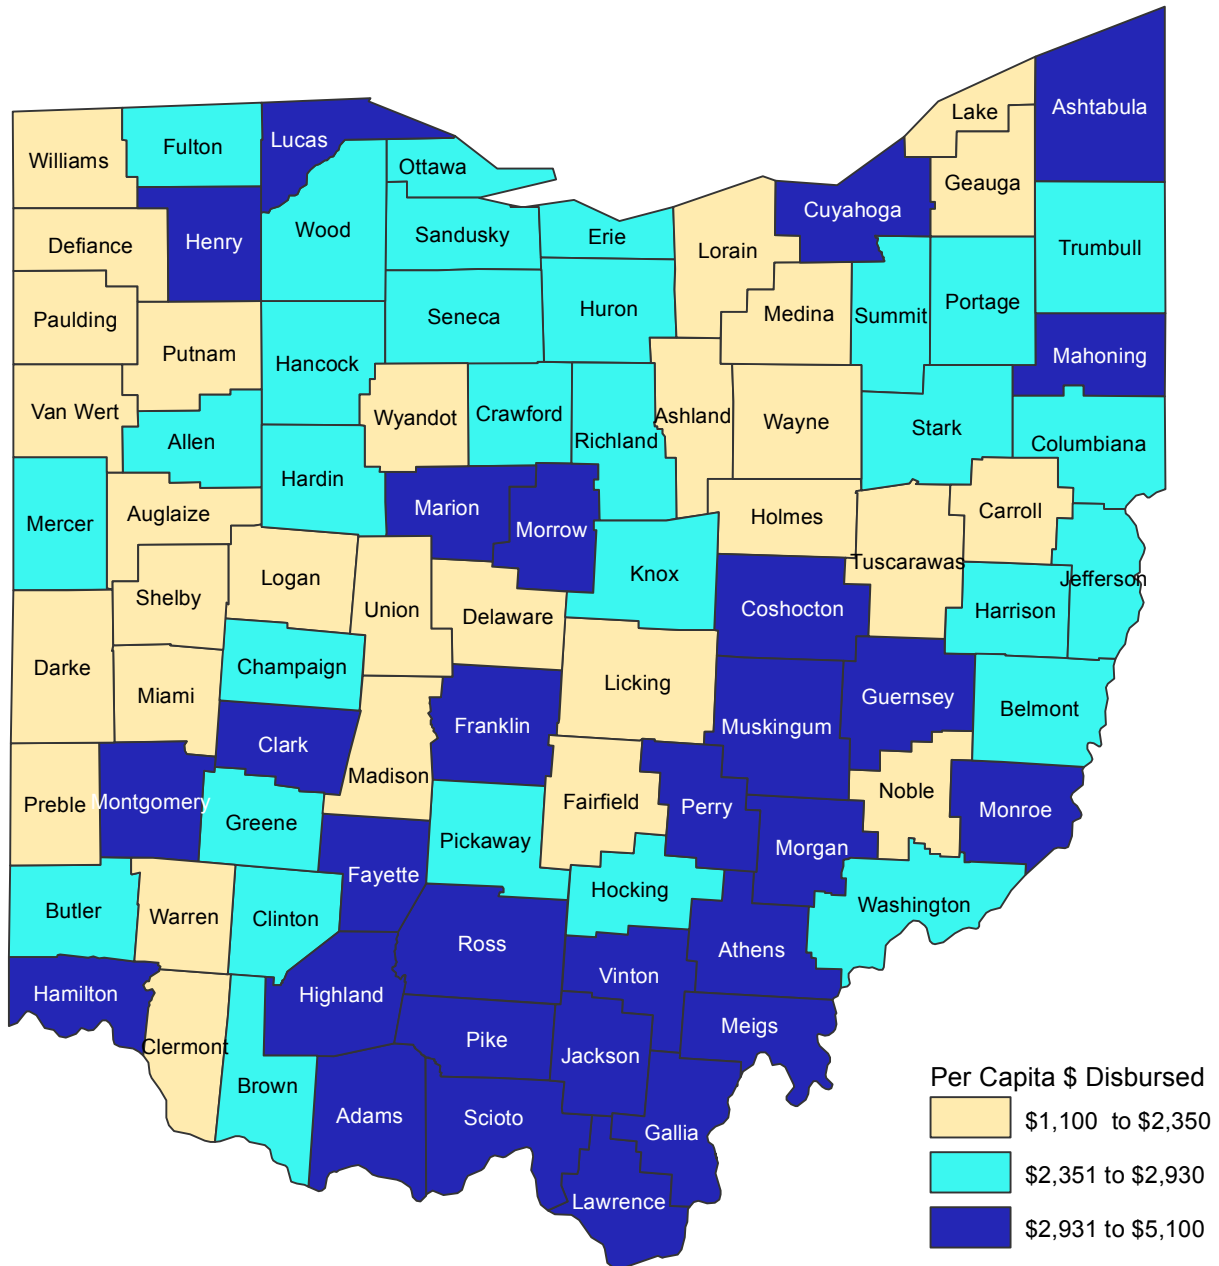 Ashtabula
Lake
Fulton
Lucas
Williams
Ottawa
Geauga
Cuyahoga
Wood
Sandusky
Erie
Henry
Defiance
Lorain
Trumbull
Portage
Huron
Medina
Summit
Seneca
Paulding
Putnam
Hancock
Mahoning
Van Wert
Wyandot
Crawford
Ashland
Wayne
Stark
Richland
Allen
Columbiana
Hardin
Marion
Carroll
Auglaize
Holmes
Mercer
Morrow
Tuscarawas
Knox
Logan
Jefferson
Shelby
Union
Coshocton
Harrison
Delaware
Darke
Champaign
Licking
Miami
Guernsey
Belmont
Franklin
Muskingum
Clark
Madison
Noble
Preble
Montgomery
Fairfield
Perry
Monroe
Greene
Pickaway
Morgan
Fayette
Hocking
Washington
Butler
Warren
Clinton
Ross
Athens
Vinton
Hamilton
Highland
Meigs
Clermont
Pike
Jackson
Brown
Adams
Scioto
Gallia
Lawrence
Per Capita $ Disbursed
$1,100 to $2,350
$2,351 to $2,930
$2,931 to $5,100